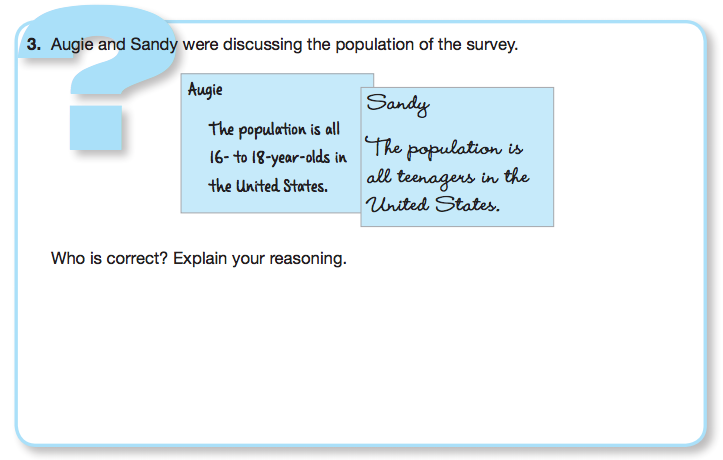 3. Augie and Sandy were discussing the population of the survey.
Augie
The population is all
16- to 18-year-olds in
the United States.
Sandy
The population is
all teenagers in the
United States.
Who is correct? Explain your reasoning.